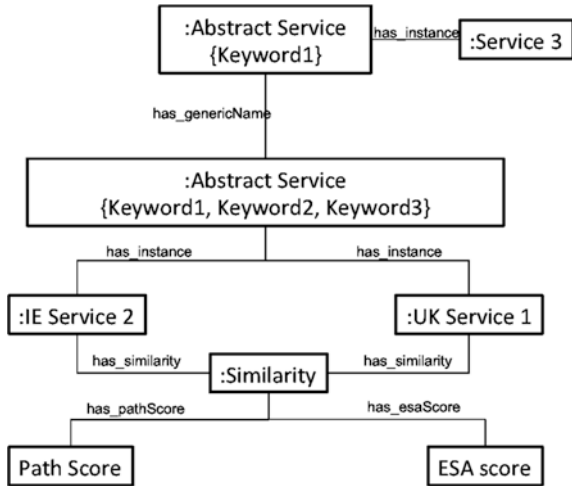 :Abstract Service
{Keyword1}
has_instance
:Service 3
has_genericName
:Abstract Service
{Keyword1, Keyword2, Keyword3}
has_instance
has_instance
:IE Service 2
:UK Service 1
has_similarity
has_similarity
:Similarity
has_pathScore
has_esaScore
Path Score
ESA score